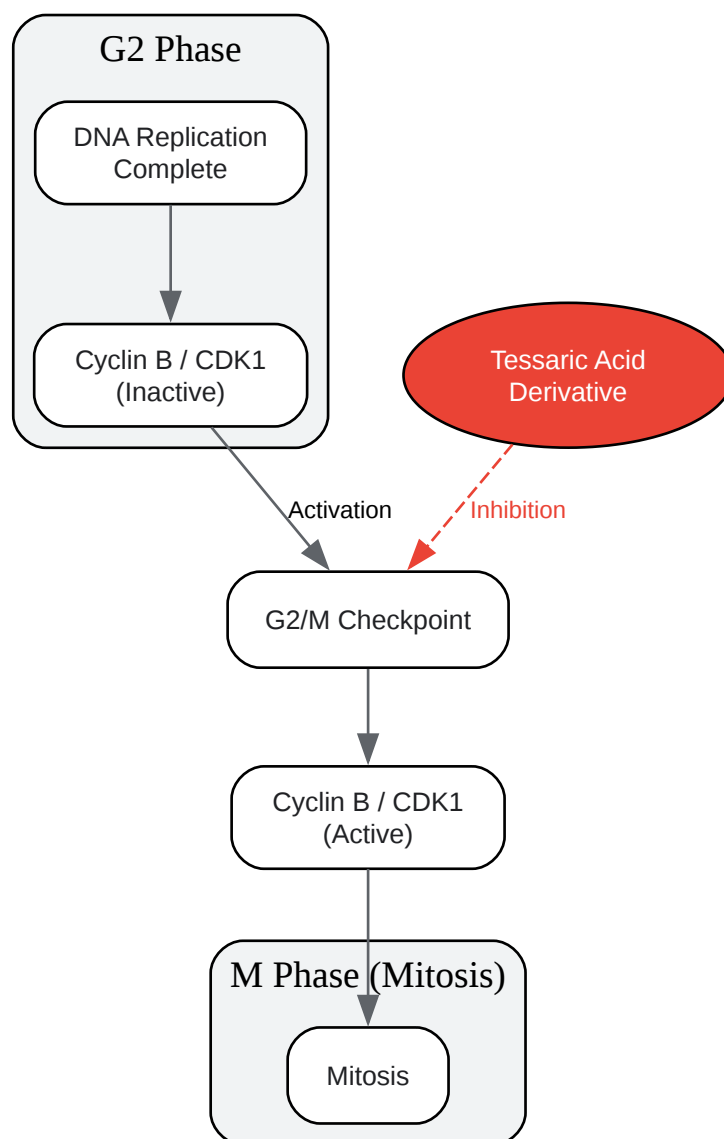 G2 Phase
DNA Replication
Complete
Cyclin B / CDK1
(Inactive)
Tessaric Acid
Derivative
Activation
Inhibition
G2/M Checkpoint
Cyclin B / CDK1
(Active)
M Phase (Mitosis)
Mitosis